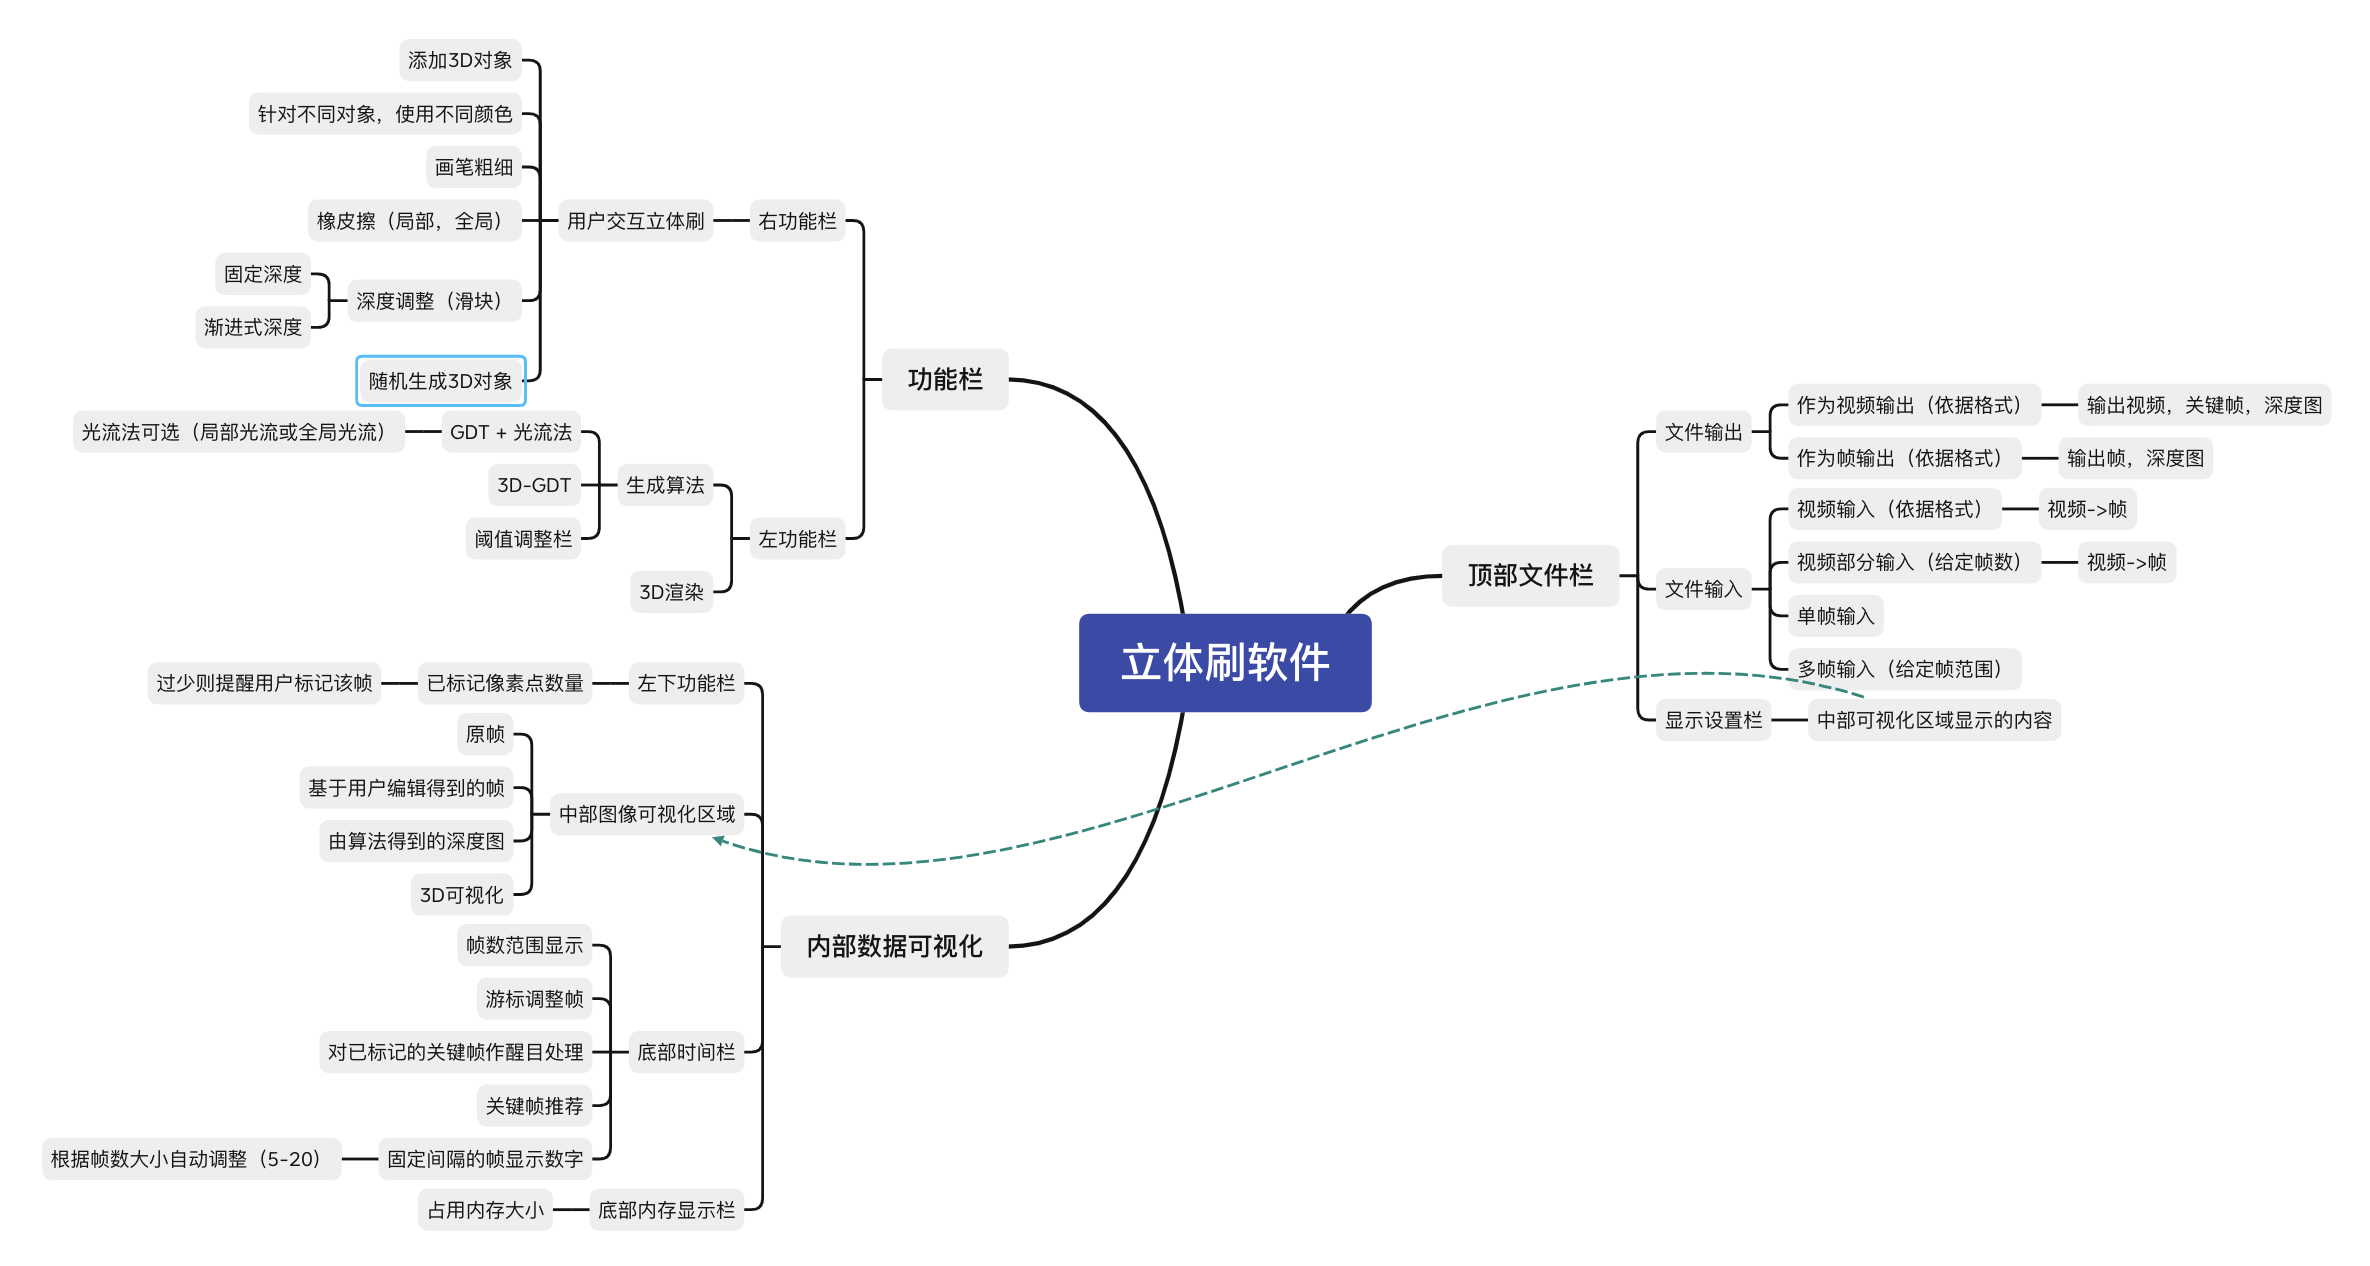 立体刷软件
顶部文件栏
文件输出
作为视频输出（依据格式）
输出视频，关键帧，深度图
作为帧输出（依据格式）
输出帧，深度图
文件输入
视频输入（依据格式）
视频->帧
视频部分输入（给定帧数）
视频->帧
单帧输入
多帧输入（给定帧范围）
显示设置栏
中部可视化区域显示的内容
功能栏
右功能栏
用户交互立体刷
添加3D对象
针对不同对象，使用不同颜色
画笔粗细
橡皮擦（局部，全局）
深度调整（滑块）
固定深度
渐进式深度
随机生成3D对象
左功能栏
生成算法
GDT + 光流法
光流法可选（局部光流或全局光流）
3D-GDT
阈值调整栏
3D渲染
内部数据可视化
左下功能栏
已标记像素点数量
过少则提醒用户标记该帧
中部图像可视化区域
原帧
基于用户编辑得到的帧
由算法得到的深度图
3D可视化
底部时间栏
帧数范围显示
游标调整帧
对已标记的关键帧作醒目处理
关键帧推荐
固定间隔的帧显示数字
根据帧数大小自动调整（5-20）
底部内存显示栏
占用内存大小